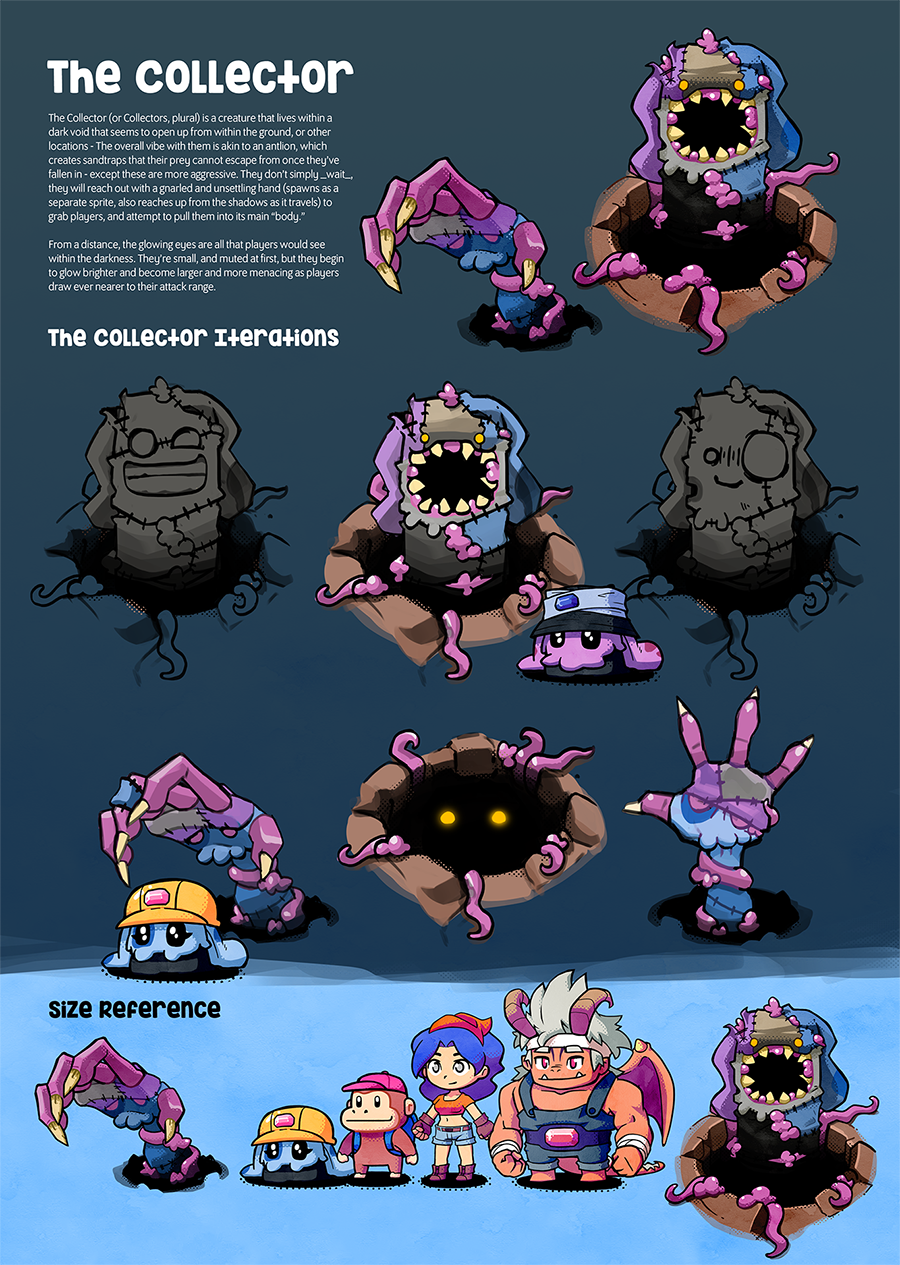 The Collector
The Collector (or Collectors, plural) is a creature that lives within a
dark void that seems to open up from within the ground, or other
locations - The overall vibe with them is akin to an antlion, which
creates sandtraps that their prey cannot escape from once they've
fallen in - except these are more aggressive. They don't simply _wait_,
they will reach out with a gnarled and unsettling hand (spawns as a
separate sprite, also reaches up from the shadows as it travels) to
grab players, and attempt to pull them into its main "body."
From a distance, the glowing eyes are all that players would see
within the darkness. They're small, and muted at first, but they begin
to glow brighter and become larger and more menacing as players
draw ever nearer to their attack range.
The Collector Iterations
Size Reference